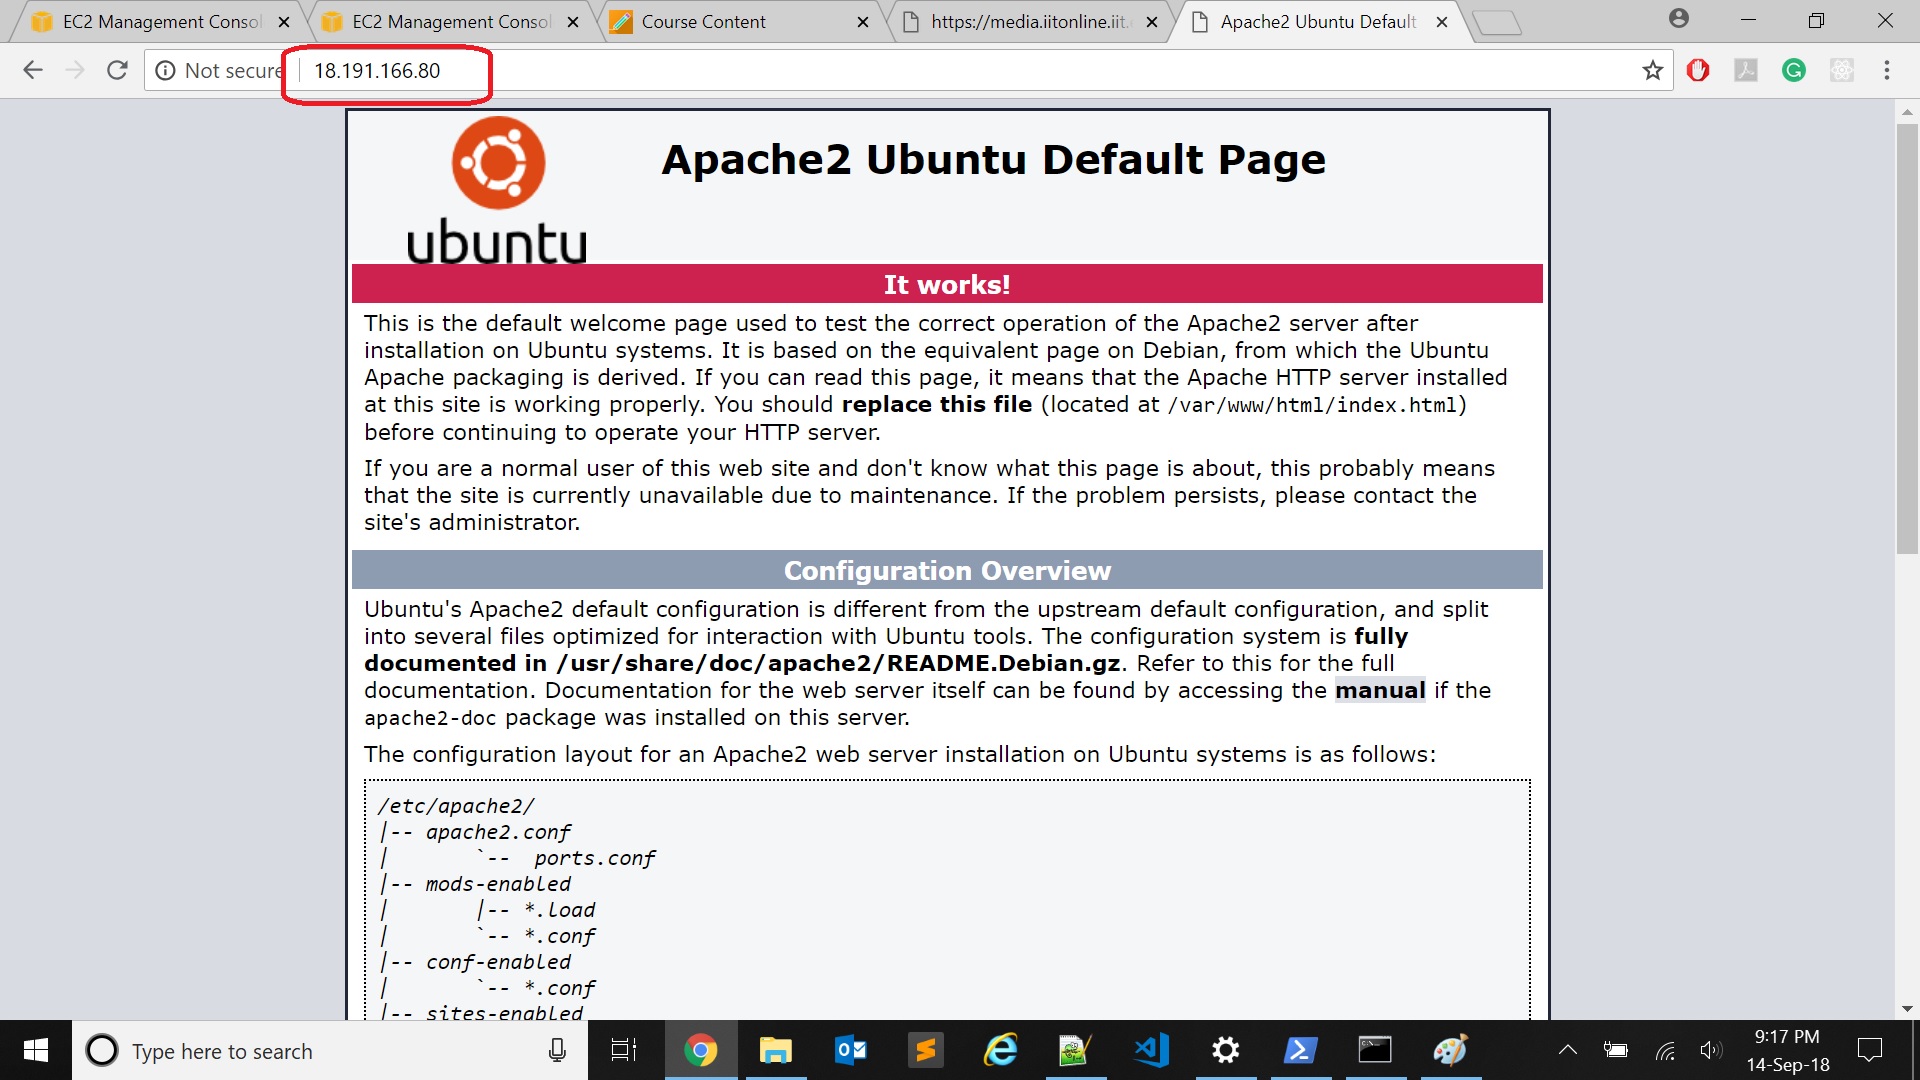 EC2 Management Consol
EC2 Management Consol
Course Content
https://media.iitonline.iit.
Apache2 Ubuntu Default
Not secure
18.191.166.80
ubuntu
Apache2 Ubuntu Default Page
It works!
This is the default welcome page used to test the correct operation of the Apache2 server after
installation on Ubuntu systems. It is based on the equivalent page on Debian, from which the Ubuntu
Apache packaging is derived. If you can read this page, it means that the Apache HTTP server installed
at this site is working properly. You should replace this file (located at /var/www/html/index.html)
before continuing to operate your HTTP server.
If you are a normal user of this web site and don't know what this page is about, this probably means
that the site is currently unavailable due to maintenance. If the problem persists, please contact the
site's administrator.
Configuration Overview
Ubuntu's Apache2 default configuration is different from the upstream default configuration, and split
into several files optimized for interaction with Ubuntu tools. The configuration system is fully
documented in /usr/share/doc/apache2/README.Debian.gz. Refer to this for the full
documentation. Documentation for the web server itself can be found by accessing the manual if the
apache2-doc package was installed on this server.
The configuration layout for an Apache2 web server installation on Ubuntu systems is as follows:
/etc/apache2/
|-- apache2.conf
|       `--  ports.conf
|-- mods-enabled
|       |-- *.load
|       `-- *.conf
|-- conf-enabled
|       `-- *.conf
|-- sites-enabled
Type here to search
9:17 PM
14-Sep-18